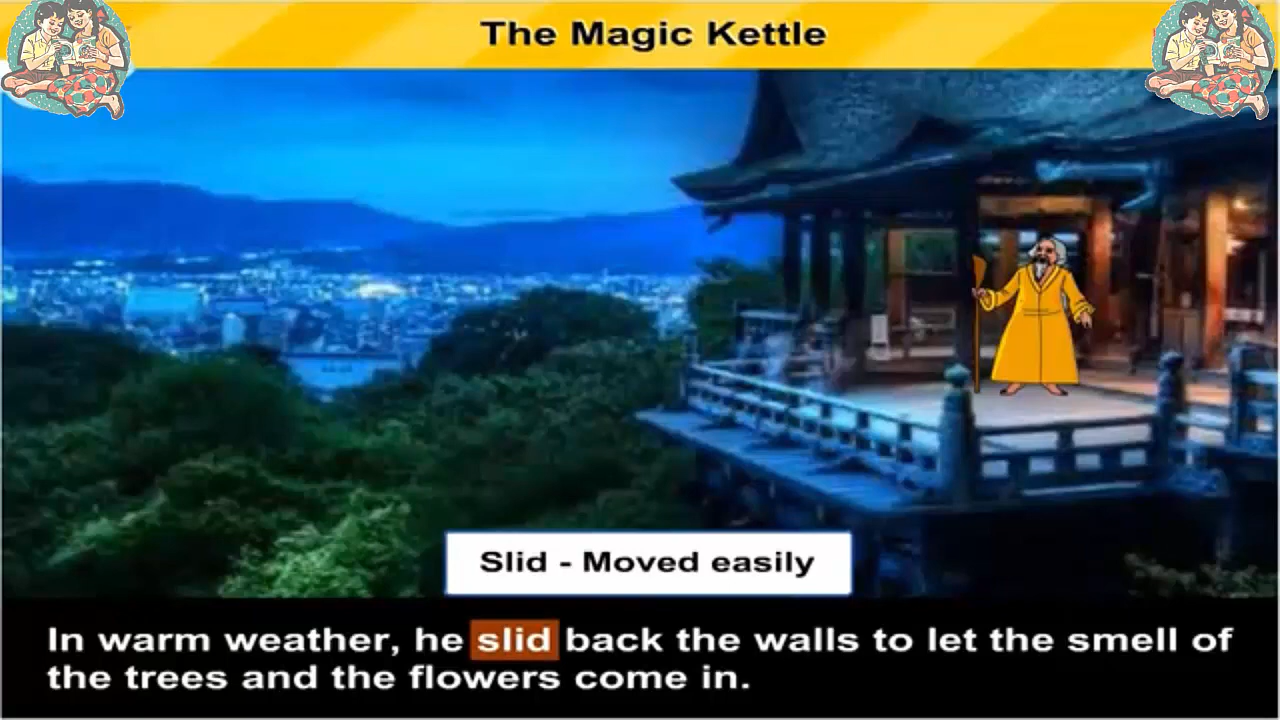 The Magic Kettle
Slid - Moved easily
In warm weather, he slid back the walls to let the smell of
the trees and the flowers come in.